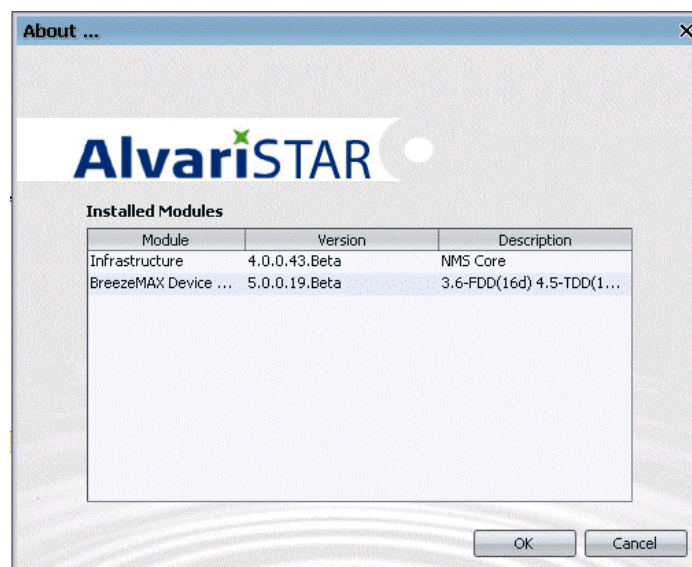 About ...
AlvariSTAR
Installed Modules
Module Version Description
Infrastructure 4.0.0.43.Beta NMS Core
BreezeMAX Device ... 5.0.0.19.Beta 3.6-FDD(16d) 4.5-TDD(1...
OK Cancel